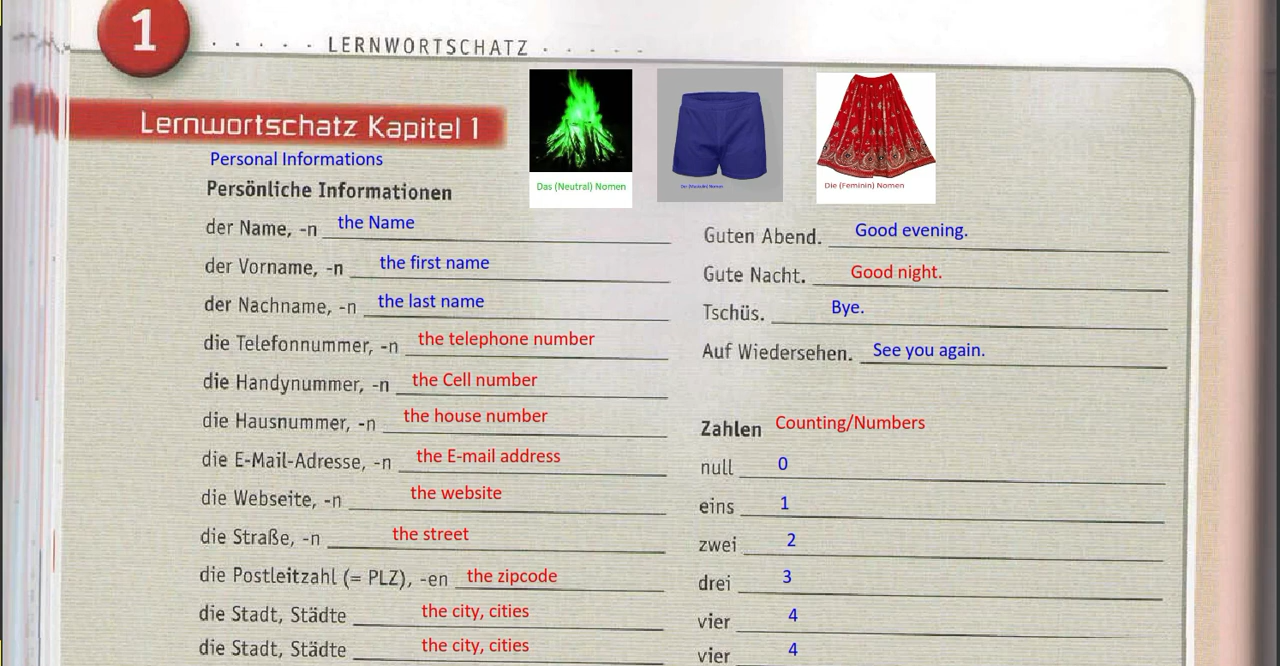 1
LERNWORTSCHATZ
Lernwortschatz Kapitel 1
Das (Neutral) Nomen
Die (Feminin) Nomen
Personal Informations
Persönliche Informationen
der Name, -n the Name
der Vorname, -n the first name
der Nachname, -n the last name
die Telefonnummer, -n the telephone number
die Handynummer, -n the Cell number
die Hausnummer, -n the house number
die E-Mail-Adresse, -n the E-mail address
die Webseite, -n the website
die Straße, -n the street
die Postleitzahl (= PLZ), -en the zipcode
die Stadt, Städte the city, cities
die Stadt, Städte the city, cities
Guten Abend. Good evening.
Gute Nacht. Good night.
Tschüs. Bye.
Auf Wiedersehen. See you again.
Zahlen Counting/Numbers
null 0
eins 1
zwei 2
drei 3
vier 4
vier 4